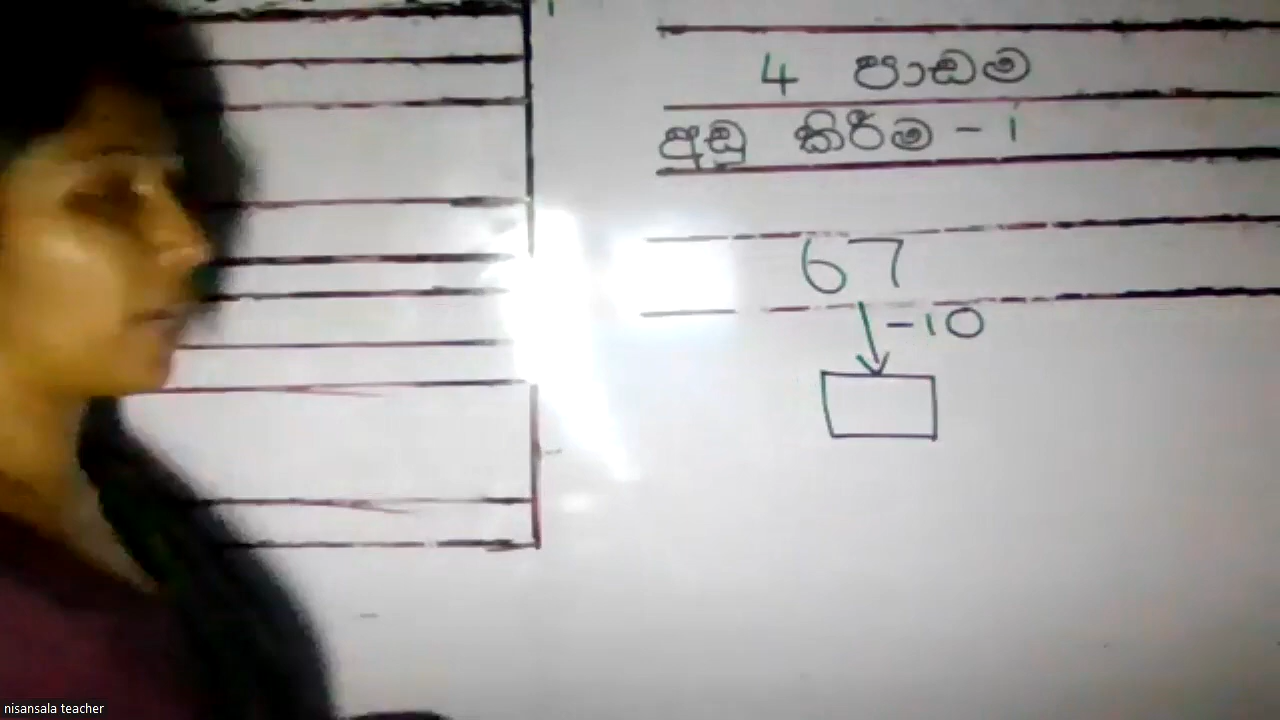 4 පාඩම
අඩු කිරීම - 1
67
-10
nisansala teacher